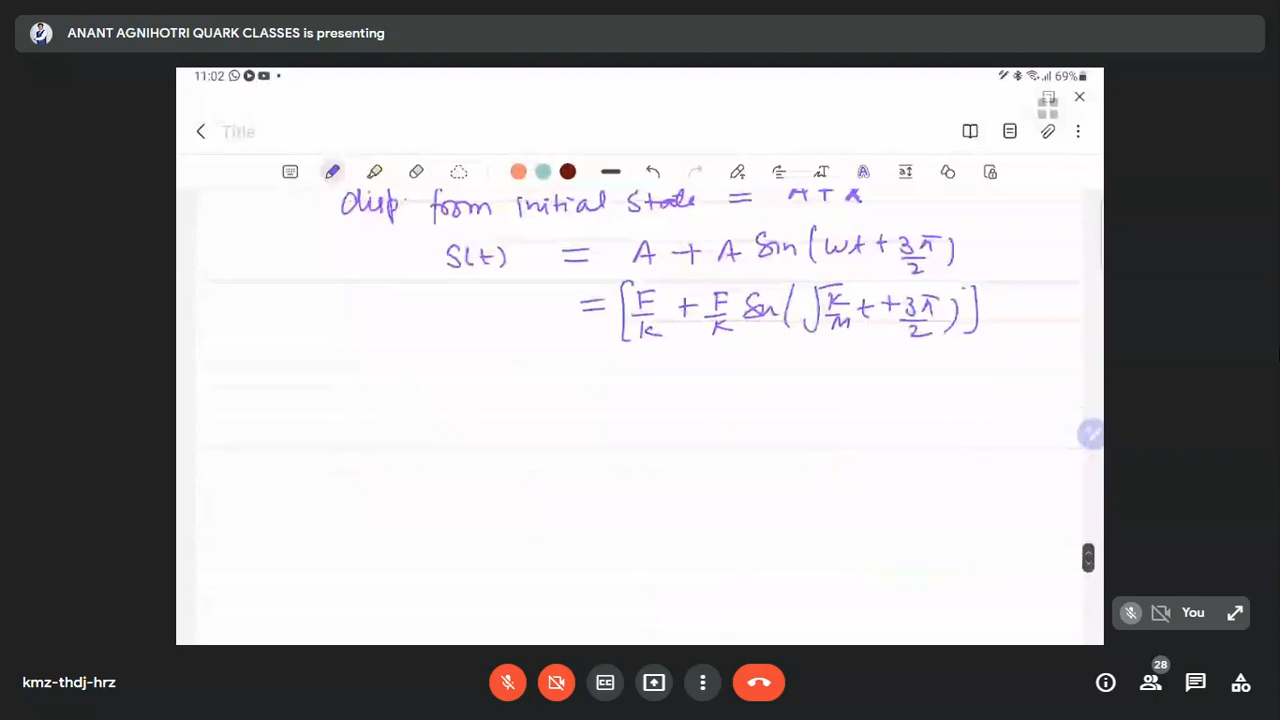 ANANT AGNIHOTRI QUARK CLASSES is presenting
11:02 69%
Title
disp from initial state = A + x
S(t) = A + A Sin(ωt + 3π/2)
= [F/k + F/k Sin(√(k/m) t + 3π/2)]
You
28
kmz-thdj-hrz
CC